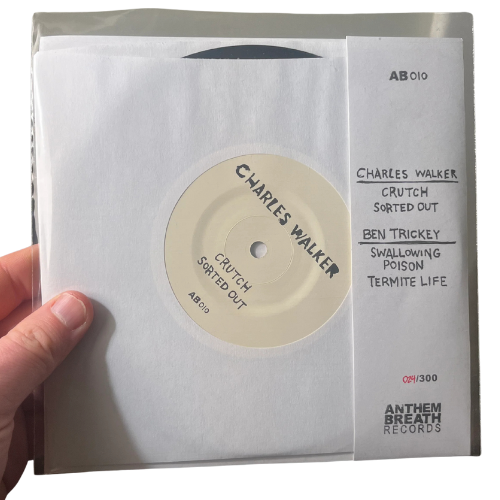 CHARLES WALKER
CRUTCH
SORTED OUT
AB010
AB010
CHARLES WALKER
CRUTCH
SORTED OUT
BEN TRICKEY
SWALLOWING
POISON
TERMITE LIFE
029/300
ANTHEM
BREATH
RECORDS